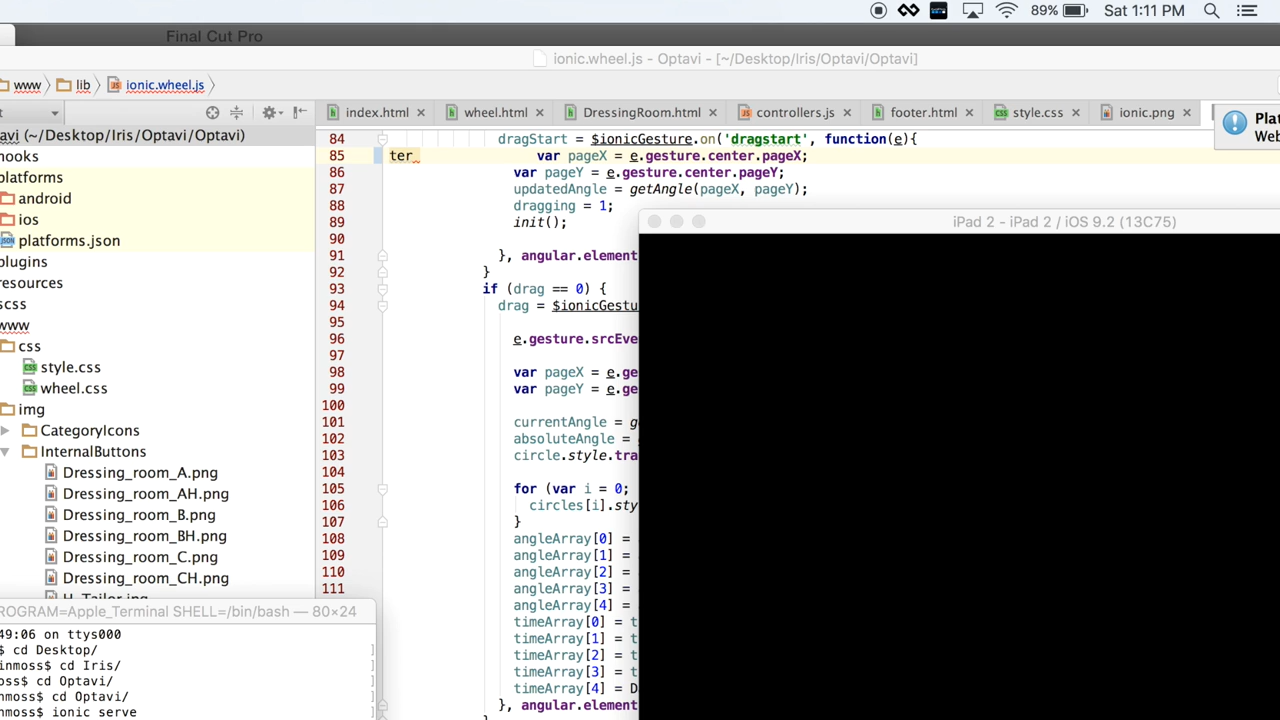 89% Sat 1:11 PM
Final Cut Pro
ionic.wheel.js - Optavi - [~/Desktop/Iris/Optavi/Optavi]
www lib ionic.wheel.js
index.html wheel.html DressingRoom.html controllers.js footer.html style.css ionic.png
avi (~/Desktop/Iris/Optavi/Optavi)
hooks
platforms
android
ios
platforms.json
plugins
resources
scss
www
css
style.css
wheel.css
img
CategoryIcons
InternalButtons
Dressing_room_A.png
Dressing_room_AH.png
Dressing_room_B.png
Dressing_room_BH.png
Dressing_room_C.png
Dressing_room_CH.png
H_Tailor.jpg
84 dragStart = $ionicGesture.on('dragstart', function(e){
85 ter_ var pageX = e.gesture.center.pageX;
86 var pageY = e.gesture.center.pageY;
87 updatedAngle = getAngle(pageX, pageY);
88 dragging = 1;
89 init();
90
91 }, angular.element
92 }
93 if (drag == 0) {
94 drag = $ionicGestu
95
96 e.gesture.srcEve
97
98 var pageX = e.ge
99 var pageY = e.ge
100
101 currentAngle = g
102 absoluteAngle =
103 circle.style.tra
104
105 for (var i = 0;
106 circles[i].sty
107 }
108 angleArray[0] =
109 angleArray[1] =
110 angleArray[2] =
111 angleArray[3] =
angleArray[4] =
timeArray[0] = t
timeArray[1] = t
timeArray[2] = t
timeArray[3] = t
timeArray[4] = D
}, angular.element
Plat
Web
iPad 2 - iPad 2 / iOS 9.2 (13C75)
ROGRAM=Apple_Terminal SHELL=/bin/bash — 80×24
49:06 on ttys000
$ cd Desktop/
inmoss$ cd Iris/
oss$ cd Optavi/
nmoss$ cd Optavi/
nmoss$ ionic serve